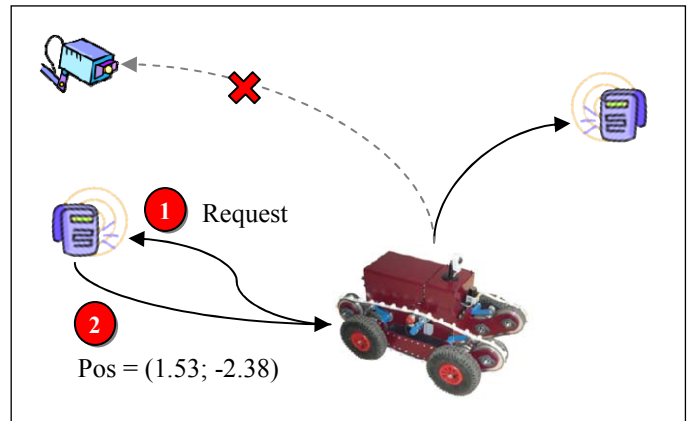 1 Request
2
Pos = (1.53; -2.38)